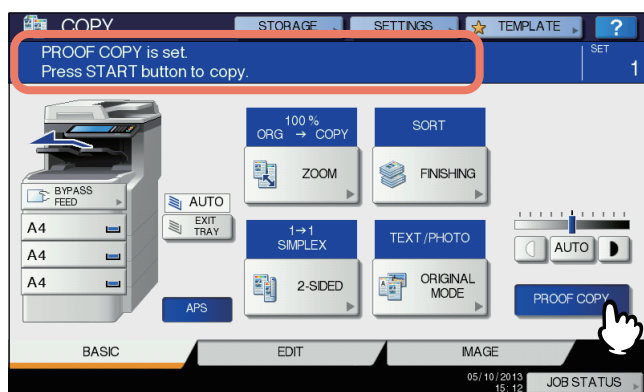 COPY
STORAGE
SETTINGS
TEMPLATE
?
PROOF COPY is set.
Press START button to copy.
SET
1
100 %
ORG → COPY
ZOOM
SORT
FINISHING
BYPASS
FEED
A4
A4
A4
AUTO
EXIT
TRAY
APS
1→1
SIMPLEX
2-SIDED
TEXT/PHOTO
ORIGINAL
MODE
AUTO
PROOF COPY
BASIC
EDIT
IMAGE
05/10/2013
15:12
JOB STATUS